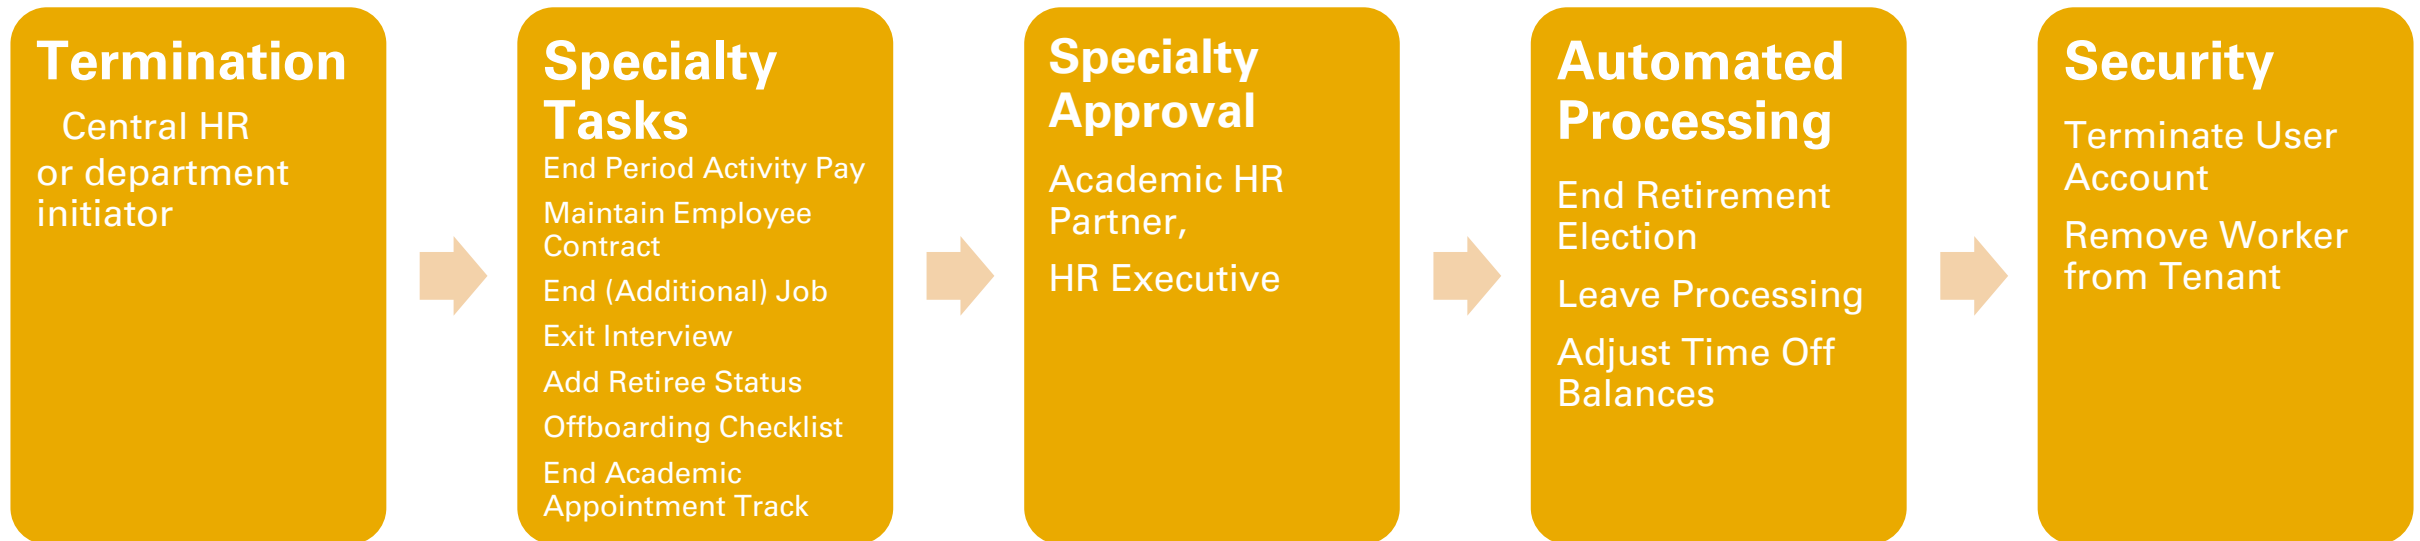 Termination
Central HR
or department
initiator
Specialty
Tasks
End Period Activity Pay
Maintain Employee
Contract
End (Additional) Job
Exit Interview
Add Retiree Status
Offboarding Checklist
End Academic
Appointment Track
Specialty
Approval
Academic HR
Partner,
HR Executive
Automated
Processing
End Retirement
Election
Leave Processing
Adjust Time Off
Balances
Security
Terminate User
Account
Remove Worker
from Tenant